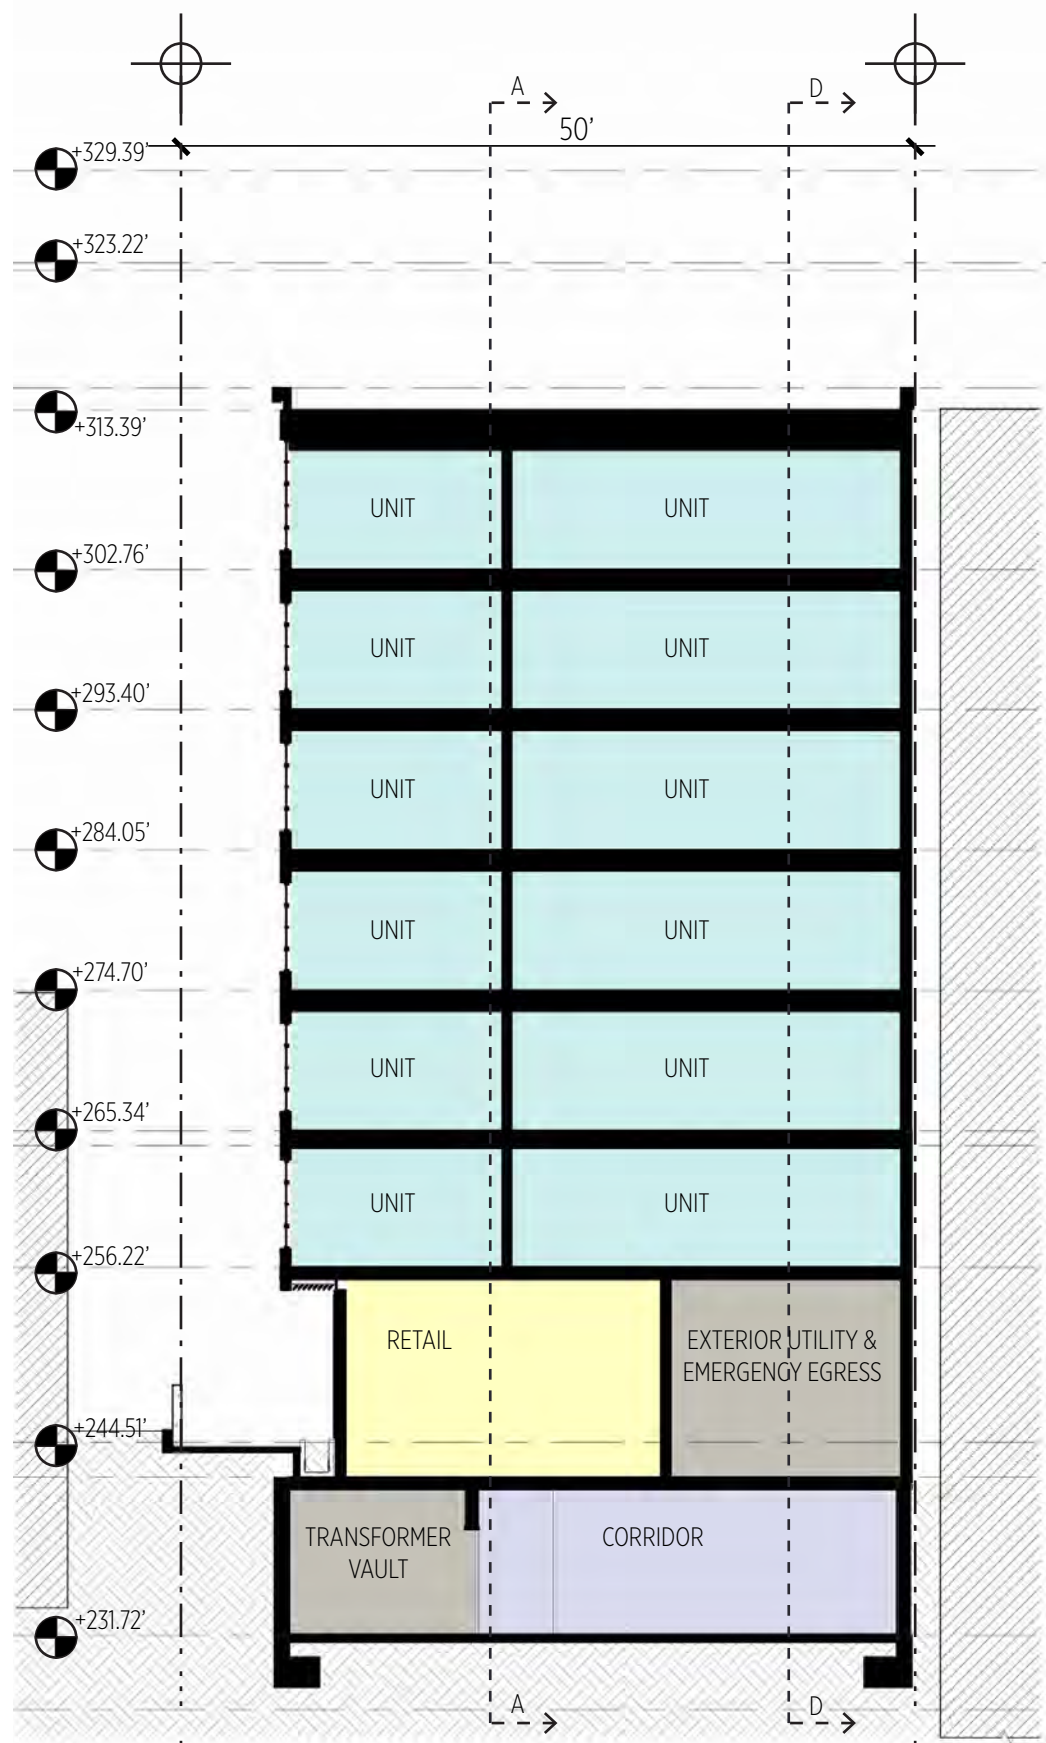 A
D
50’
+329.39’
+323.22’
+313.39’
UNIT UNIT
+302.76’
UNIT UNIT
+293.40’
UNIT UNIT
+284.05’
UNIT UNIT
+274.70’
UNIT UNIT
+265.34’
UNIT UNIT
+256.22’
RETAIL
EXTERIOR UTILITY &
EMERGENCY EGRESS
+244.51’
TRANSFORMER
VAULT
CORRIDOR
+231.72’
A
D